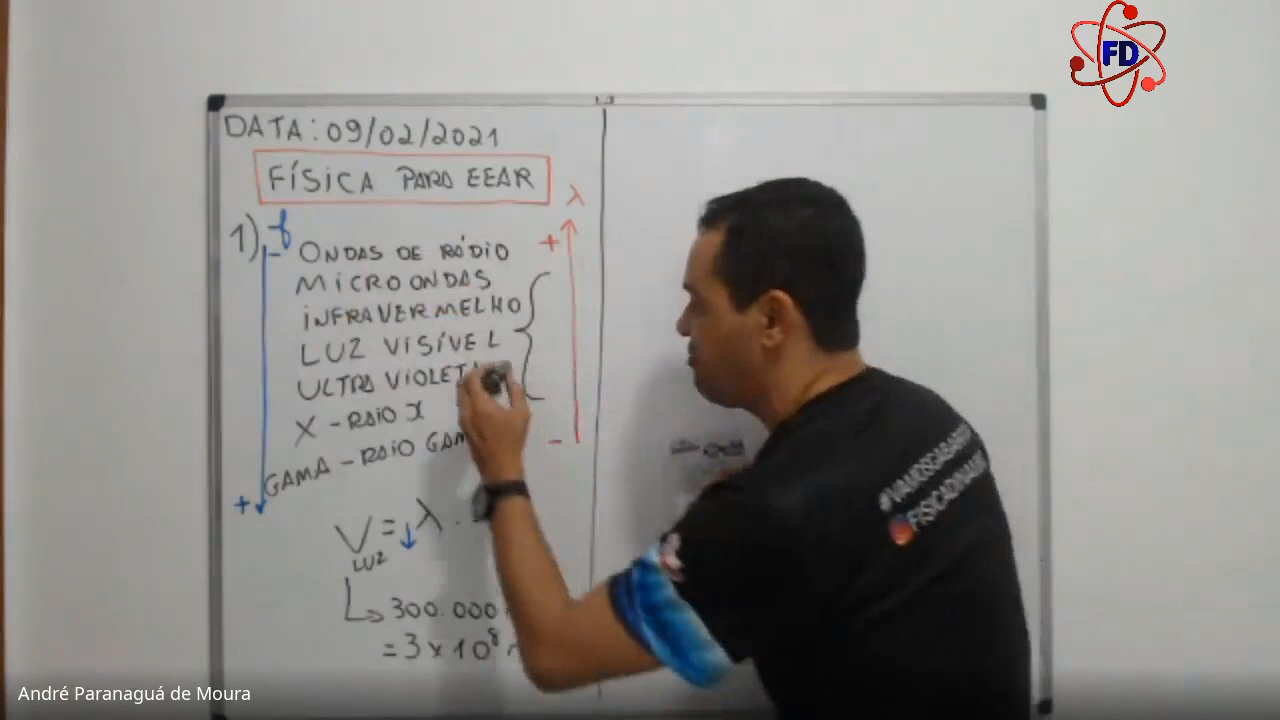 FD
DATA: 09/02/2021
FÍSICA PARA EEAR
λ
1) f
- ONDAS DE RÁDIO +
MICROONDAS
INFRAVERMELHO
LUZ VISÍVEL
ULTRA VIOLET
X - RAIO X
GAMA - RAIO GAM -
+
V LUZ = ↓ λ .
↳ 300.000
= 3 x 10⁸
André Paranaguá de Moura